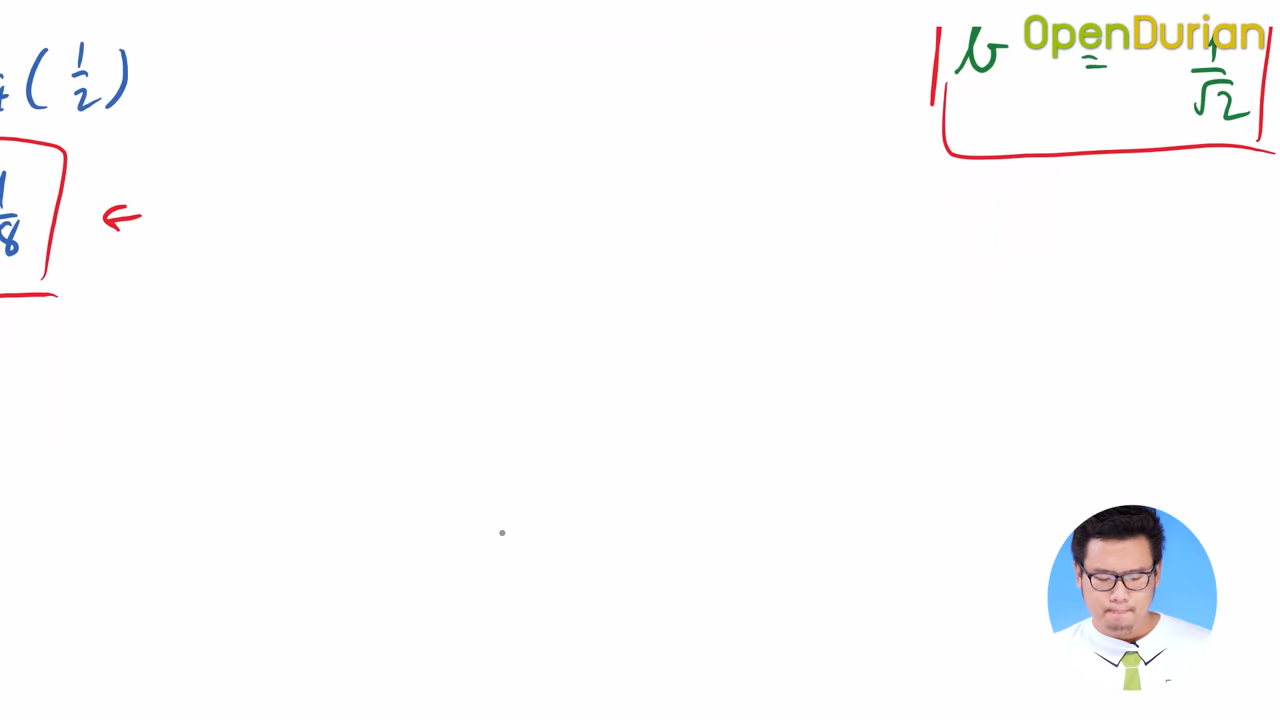 OpenDurian
(1/2)
b = 1/√2
1/8 ←